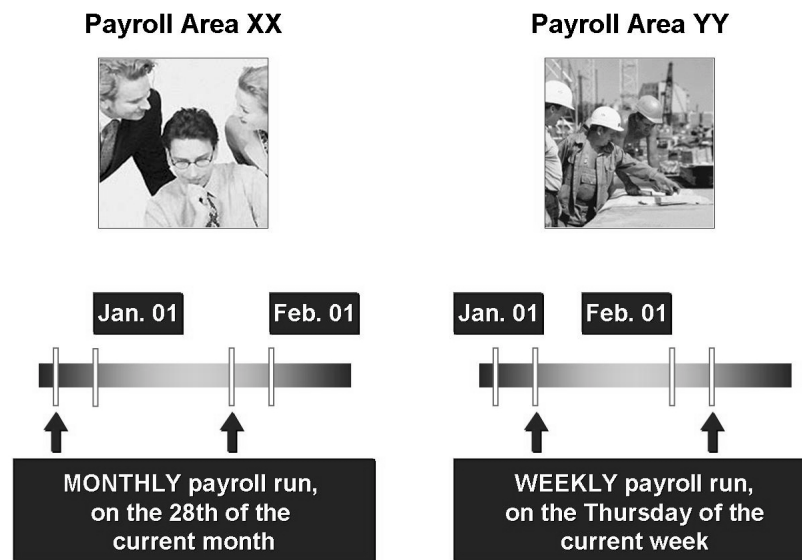 Payroll Area XX
Payroll Area YY
Jan. 01
Feb. 01
Jan. 01
Feb. 01
MONTHLY payroll run,
on the 28th of the
current month
WEEKLY payroll run,
on the Thursday of the
current week